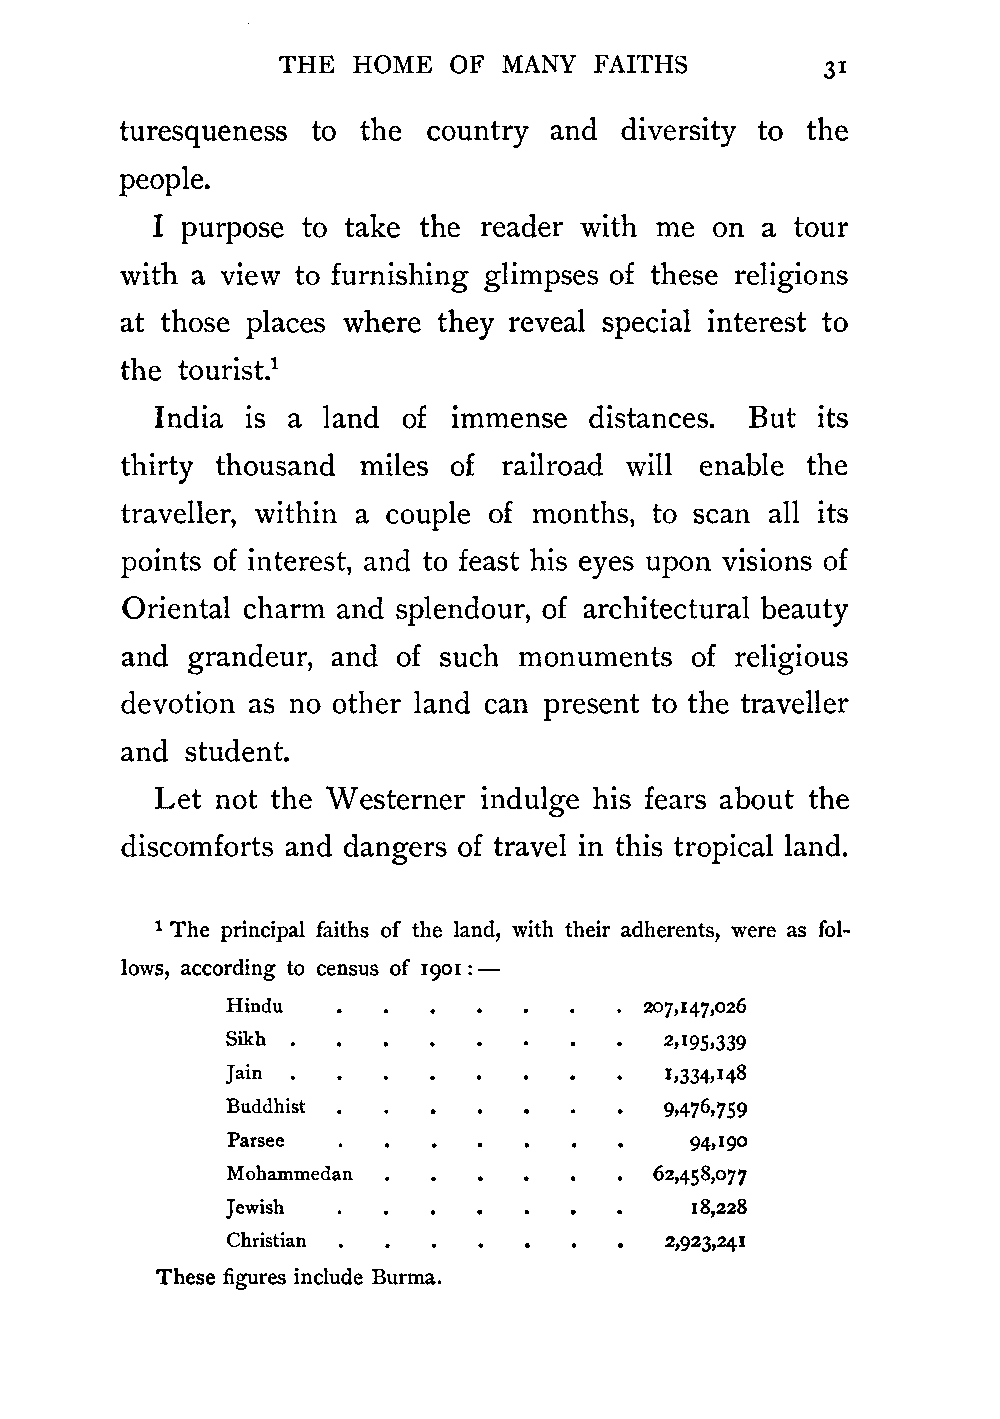 THE HOME OF MANY FAITHS 31
turesqueness to the country and diversity to the
people.
I purpose to take the reader with me on a tour
with a view to furnishing glimpses of these religions
at those places where they reveal special interest to
the tourist.¹
India is a land of immense distances. But its
thirty thousand miles of railroad will enable the
traveller, within a couple of months, to scan all its
points of interest, and to feast his eyes upon visions of
Oriental charm and splendour, of architectural beauty
and grandeur, and of such monuments of religious
devotion as no other land can present to the traveller
and student.
Let not the Westerner indulge his fears about the
discomforts and dangers of travel in this tropical land.
¹ The principal faiths of the land, with their adherents, were as fol-
lows, according to census of 1901: —
Hindu . . . . . . . 207,147,026
Sikh . . . . . . . . 2,195,339
Jain . . . . . . . . 1,334,148
Buddhist . . . . . . . 9,476,759
Parsee . . . . . . . 94,190
Mohammedan . . . . . . 62,458,077
Jewish . . . . . . . 18,228
Christian . . . . . . . 2,923,241
These figures include Burma.